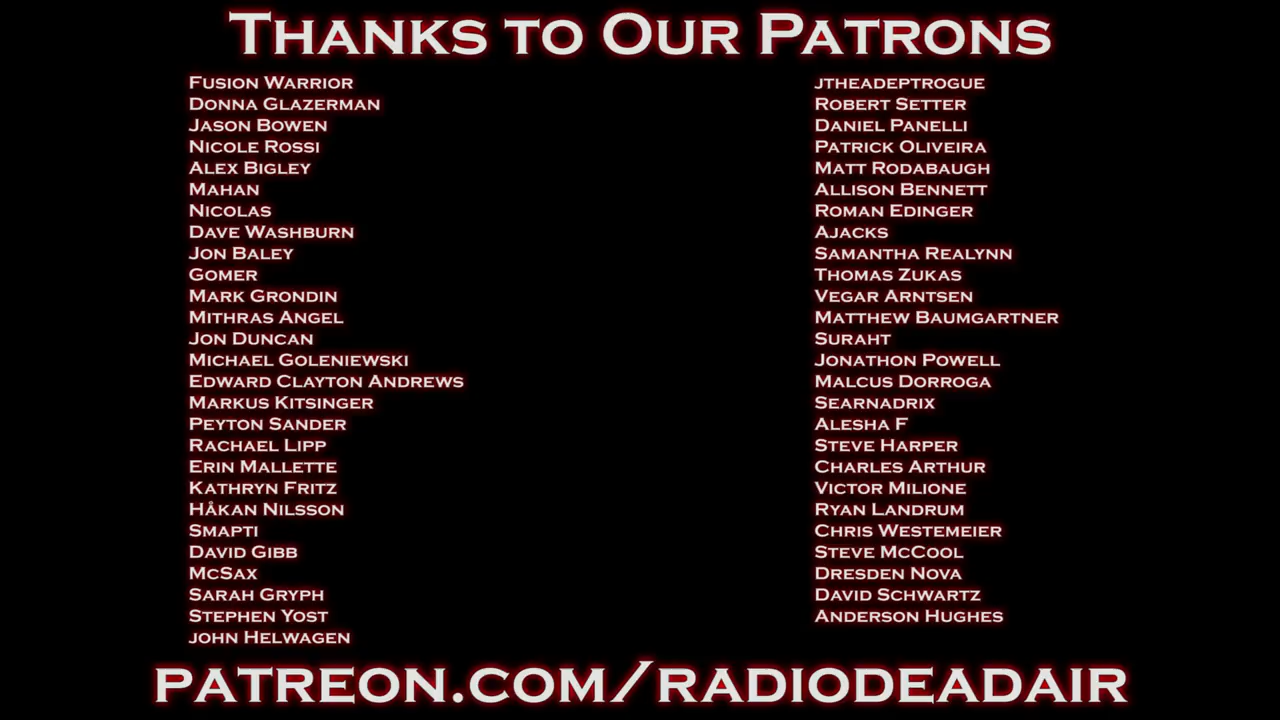 Thanks to Our Patrons
Fusion Warrior
Donna Glazerman
Jason Bowen
Nicole Rossi
Alex Bigley
Mahan
Nicolas
Dave Washburn
Jon Baley
Gomer
Mark Grondin
Mithras Angel
Jon Duncan
Michael Goleniewski
Edward Clayton Andrews
Markus Kitsinger
Peyton Sander
Rachael Lipp
Erin Mallette
Kathryn Fritz
Håkan Nilsson
Smapti
David Gibb
McSax
Sarah Gryph
Stephen Yost
john Helwagen
jtheadeptrogue
Robert Setter
Daniel Panelli
Patrick Oliveira
Matt Rodabaugh
Allison Bennett
Roman Edinger
Ajacks
Samantha Realynn
Thomas Zukas
Vegar Arntsen
Matthew Baumgartner
Suraht
Jonathon Powell
Malcus Dorroga
Searnadrix
Alesha F
Steve Harper
Charles Arthur
Victor Milione
Ryan Landrum
Chris Westemeier
Steve McCool
Dresden Nova
David Schwartz
Anderson Hughes
patreon.com/radiodeadair